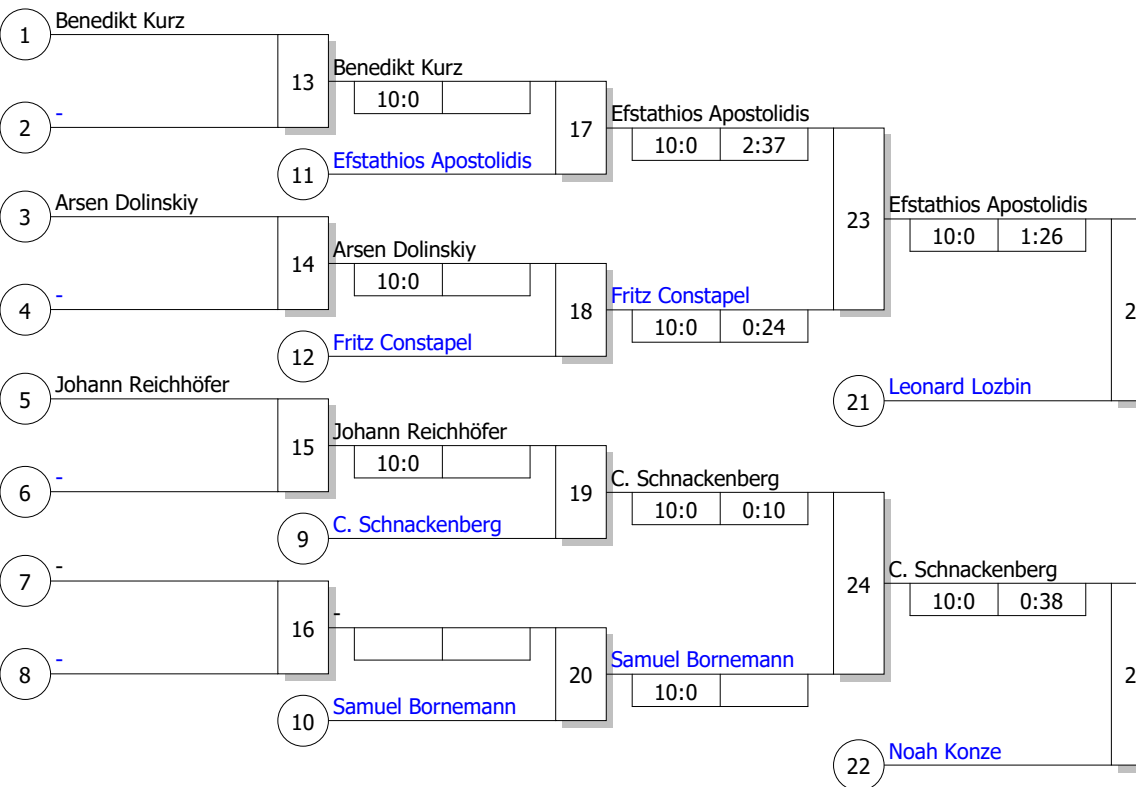 1 Benedikt Kurz
13 Benedikt Kurz
10:0
2 -
17 Efstathios Apostolidis
10:0 2:37
11 Efstathios Apostolidis
3 Arsen Dolinskiy
23 Efstathios Apostolidis
10:0 1:26
14 Arsen Dolinskiy
10:0
4 -
18 Fritz Constapel
10:0 0:24
12 Fritz Constapel
2
5 Johann Reichhöfer
21 Leonard Lozbin
15 Johann Reichhöfer
10:0
6 -
19 C. Schnackenberg
10:0 0:10
9 C. Schnackenberg
7 -
24 C. Schnackenberg
10:0 0:38
16 -
8 -
20 Samuel Bornemann
10:0
10 Samuel Bornemann
2
22 Noah Konze